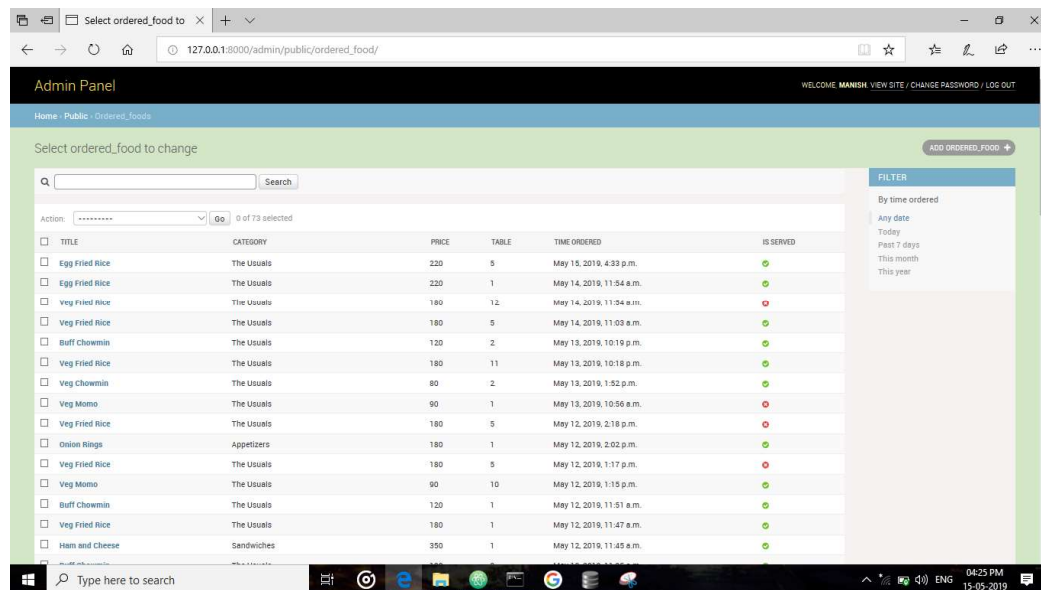 Select ordered_food to
127.0.0.1:8000/admin/public/ordered_food/
Admin Panel
WELCOME, MANISH. VIEW SITE / CHANGE PASSWORD / LOG OUT
Home › Public › Ordered_foods
Select ordered_food to change
ADD ORDERED_FOOD +
Search
Action: --------- Go 0 of 73 selected
TITLE CATEGORY PRICE TABLE TIME ORDERED IS SERVED
Egg Fried Rice The Usuals 220 5 May 15, 2019, 4:33 p.m.
Egg Fried Rice The Usuals 220 1 May 14, 2019, 11:54 a.m.
Veg Fried Rice The Usuals 180 12 May 14, 2019, 11:54 a.m.
Veg Fried Rice The Usuals 180 5 May 14, 2019, 11:03 a.m.
Buff Chowmin The Usuals 120 2 May 13, 2019, 10:19 p.m.
Veg Fried Rice The Usuals 180 11 May 13, 2019, 10:18 p.m.
Veg Chowmin The Usuals 80 2 May 13, 2019, 1:52 p.m.
Veg Momo The Usuals 90 1 May 13, 2019, 10:56 a.m.
Veg Fried Rice The Usuals 180 5 May 12, 2019, 2:18 p.m.
Onion Rings Appetizers 180 1 May 12, 2019, 2:02 p.m.
Veg Fried Rice The Usuals 180 5 May 12, 2019, 1:17 p.m.
Veg Momo The Usuals 90 10 May 12, 2019, 1:15 p.m.
Buff Chowmin The Usuals 120 1 May 12, 2019, 11:51 a.m.
Veg Fried Rice The Usuals 180 1 May 12, 2019, 11:47 a.m.
Ham and Cheese Sandwiches 350 1 May 12, 2019, 11:45 a.m.
FILTER
By time ordered
Any date
Today
Past 7 days
This month
This year
Type here to search
ENG
04:25 PM
15-05-2019